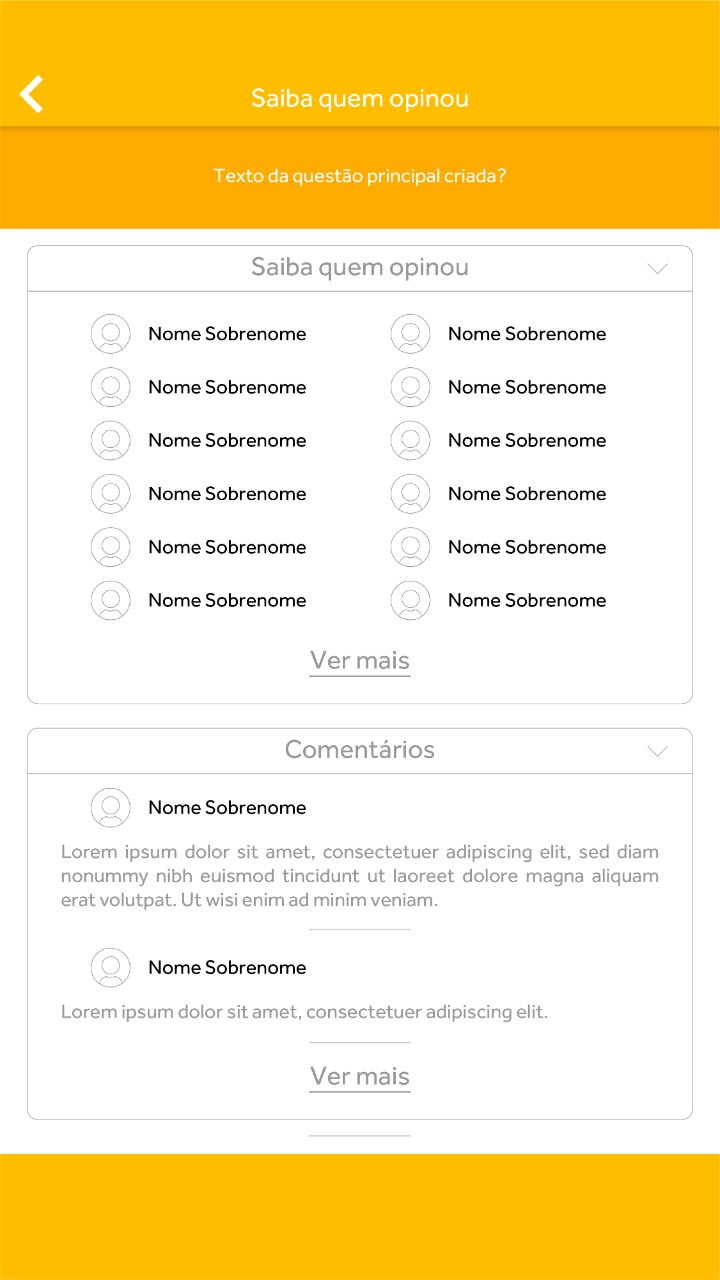 Saiba quem opinou
Texto da questão principal criada?
Saiba quem opinou
Nome Sobrenome Nome Sobrenome
Nome Sobrenome Nome Sobrenome
Nome Sobrenome Nome Sobrenome
Nome Sobrenome Nome Sobrenome
Nome Sobrenome Nome Sobrenome
Nome Sobrenome Nome Sobrenome
Ver mais
Comentários
Nome Sobrenome
Lorem ipsum dolor sit amet, consectetuer adipiscing elit, sed diam
nonummy nibh euismod tincidunt ut laoreet dolore magna aliquam
erat volutpat. Ut wisi enim ad minim veniam.
Nome Sobrenome
Lorem ipsum dolor sit amet, consectetuer adipiscing elit.
Ver mais